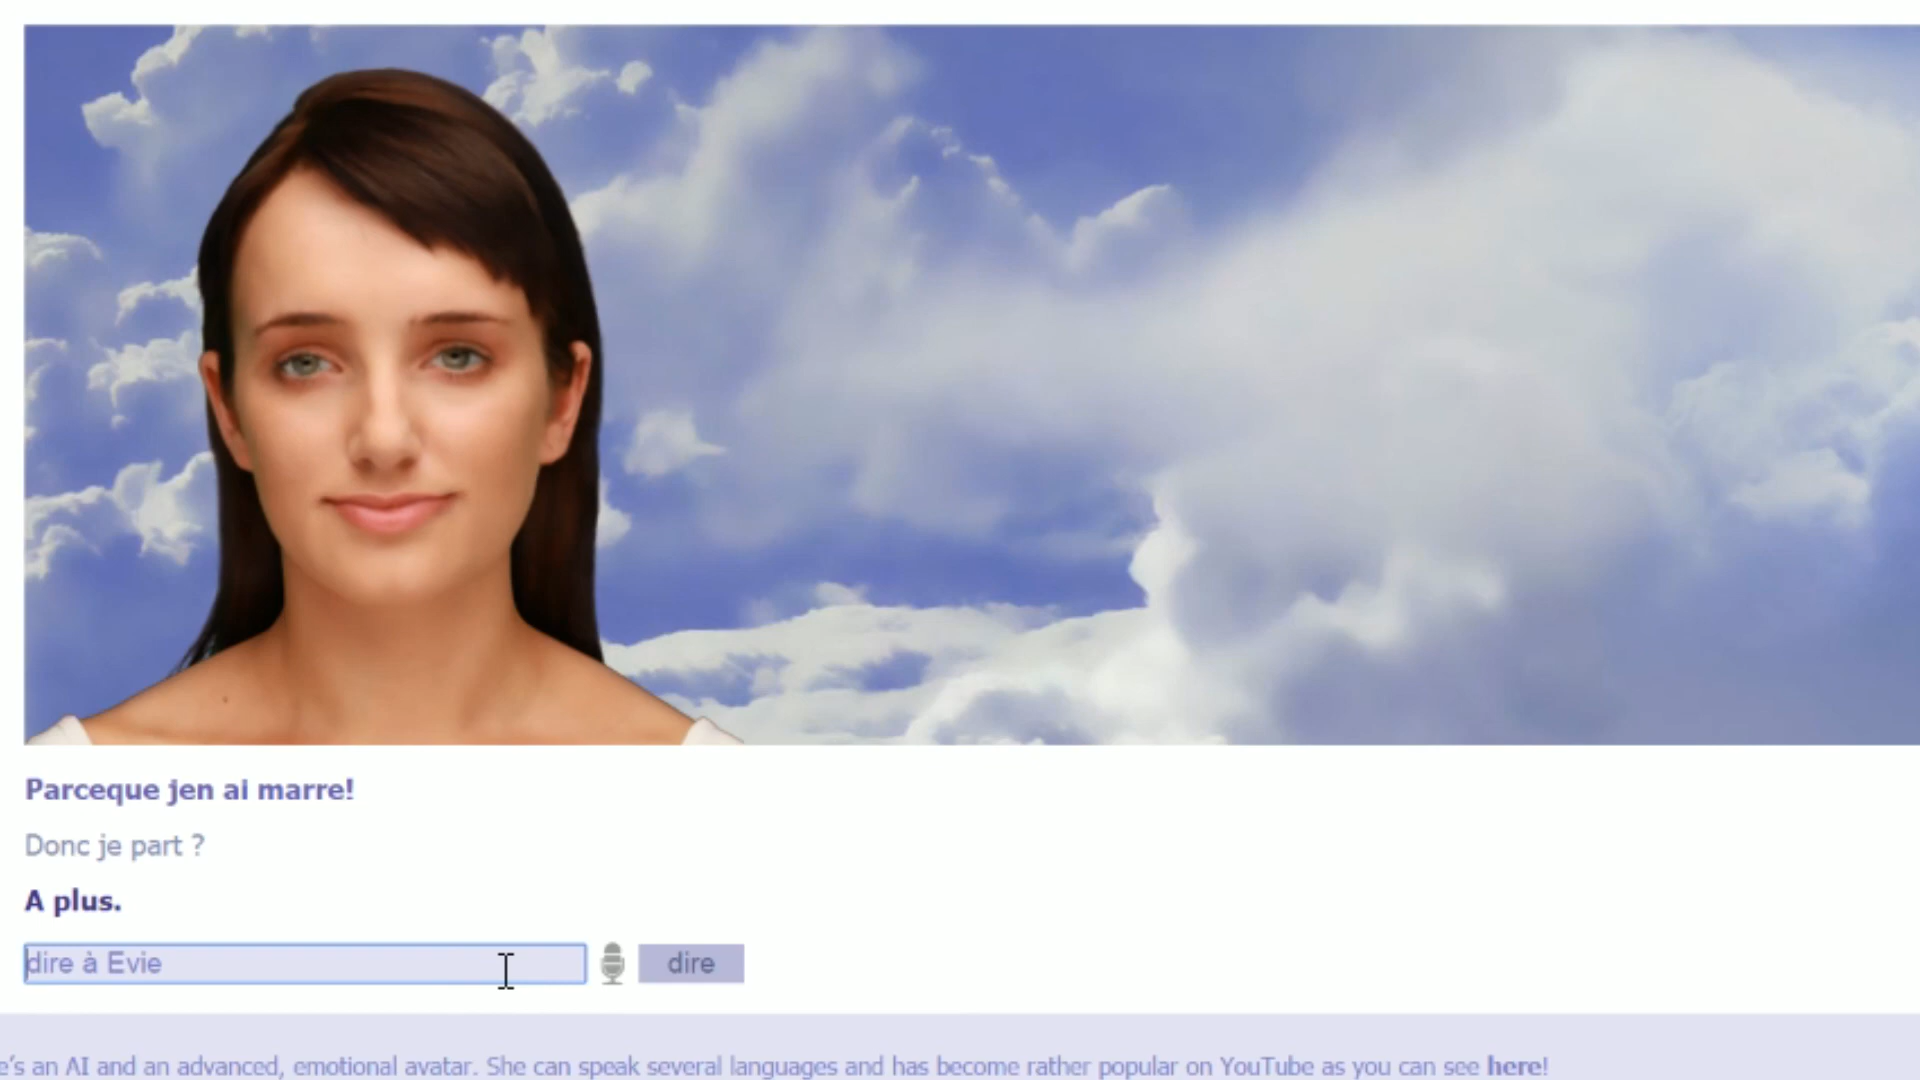 Parceque jen ai marre!
Donc je part ?
A plus.
dire à Evie
dire
e's an AI and an advanced, emotional avatar. She can speak several languages and has become rather popular on YouTube as you can see here!